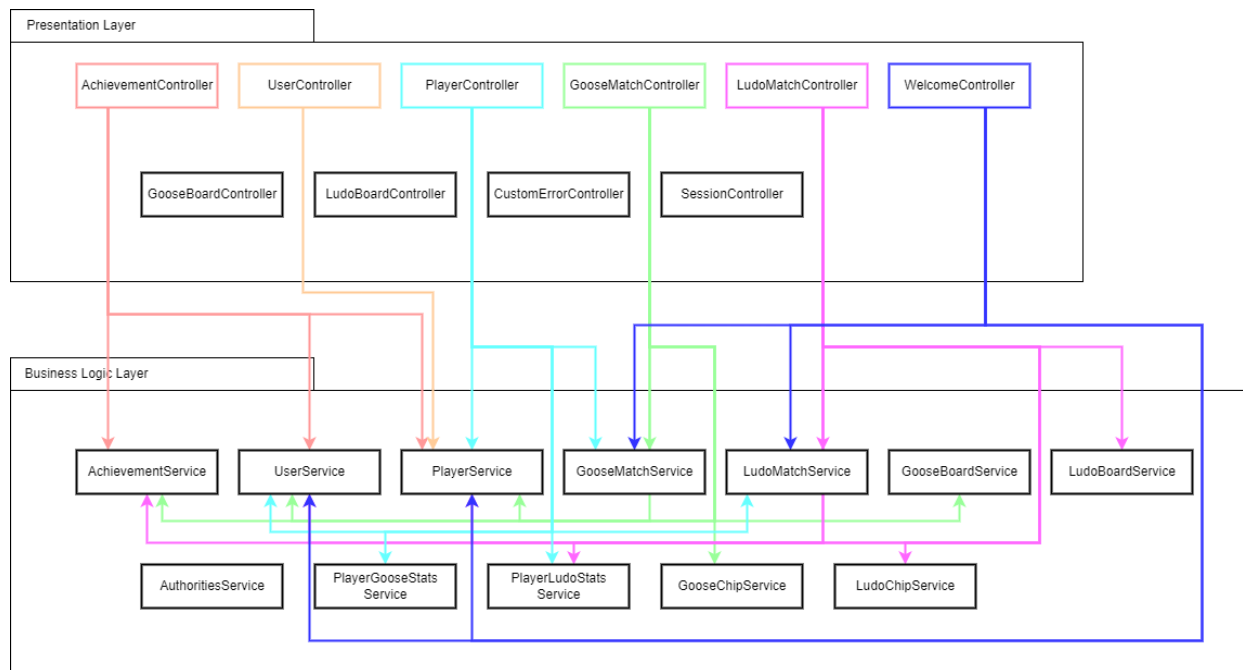 Presentation Layer
AchievementController
UserController
PlayerController
GooseMatchController
LudoMatchController
WelcomeController
GooseBoardController
LudoBoardController
CustomErrorController
SessionController
Business Logic Layer
AchievementService
UserService
PlayerService
GooseMatchService
LudoMatchService
GooseBoardService
LudoBoardService
AuthoritiesService
PlayerGooseStats
Service
PlayerLudoStats
Service
GooseChipService
LudoChipService